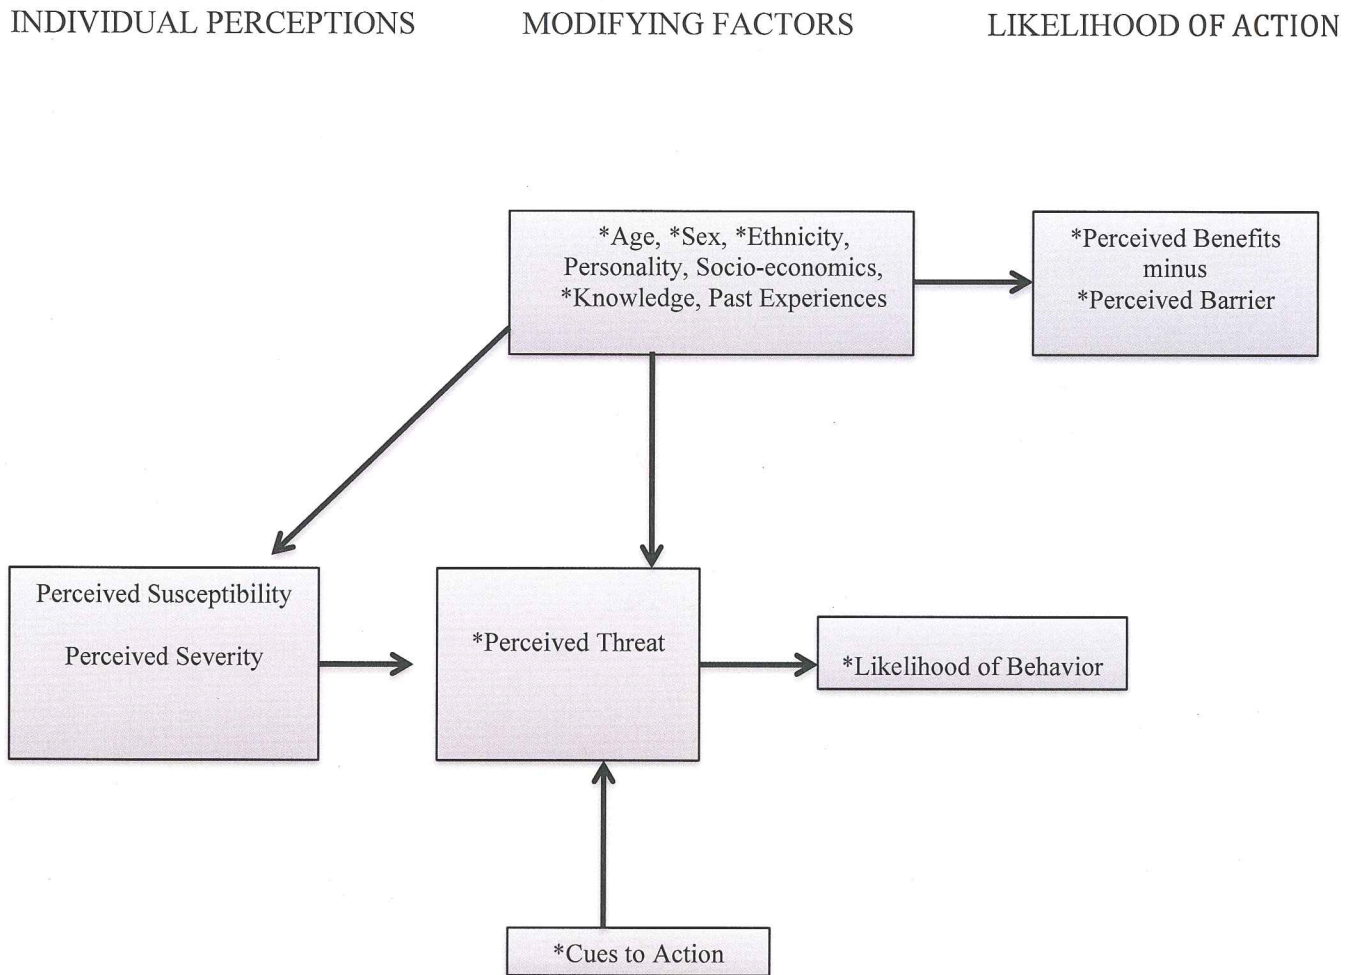 INDIVIDUAL PERCEPTIONS
MODIFYING FACTORS
LIKELIHOOD OF ACTION
*Age, *Sex, *Ethnicity,
Personality, Socio-economics,
*Knowledge, Past Experiences
*Perceived Benefits
minus
*Perceived Barrier
Perceived Susceptibility
Perceived Severity
*Perceived Threat
*Likelihood of Behavior
*Cues to Action